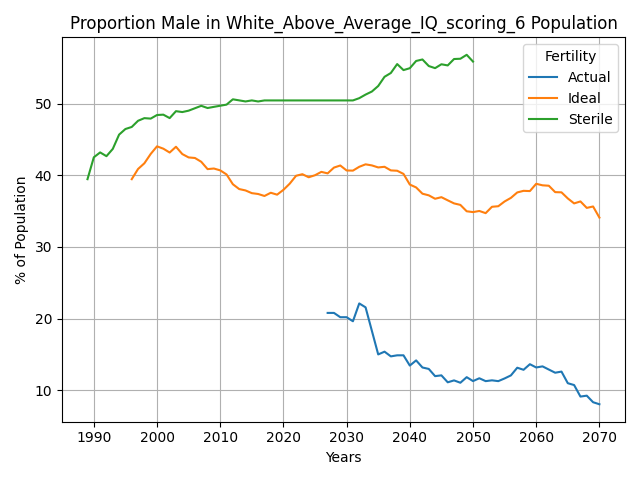 Proportion Male in White_Above_Average_IQ_scoring_6 Population
Fertility
Actual
Ideal
Sterile
% of Population
50
40
30
20
10
1990 2000 2010 2020 2030 2040 2050 2060 2070
Years